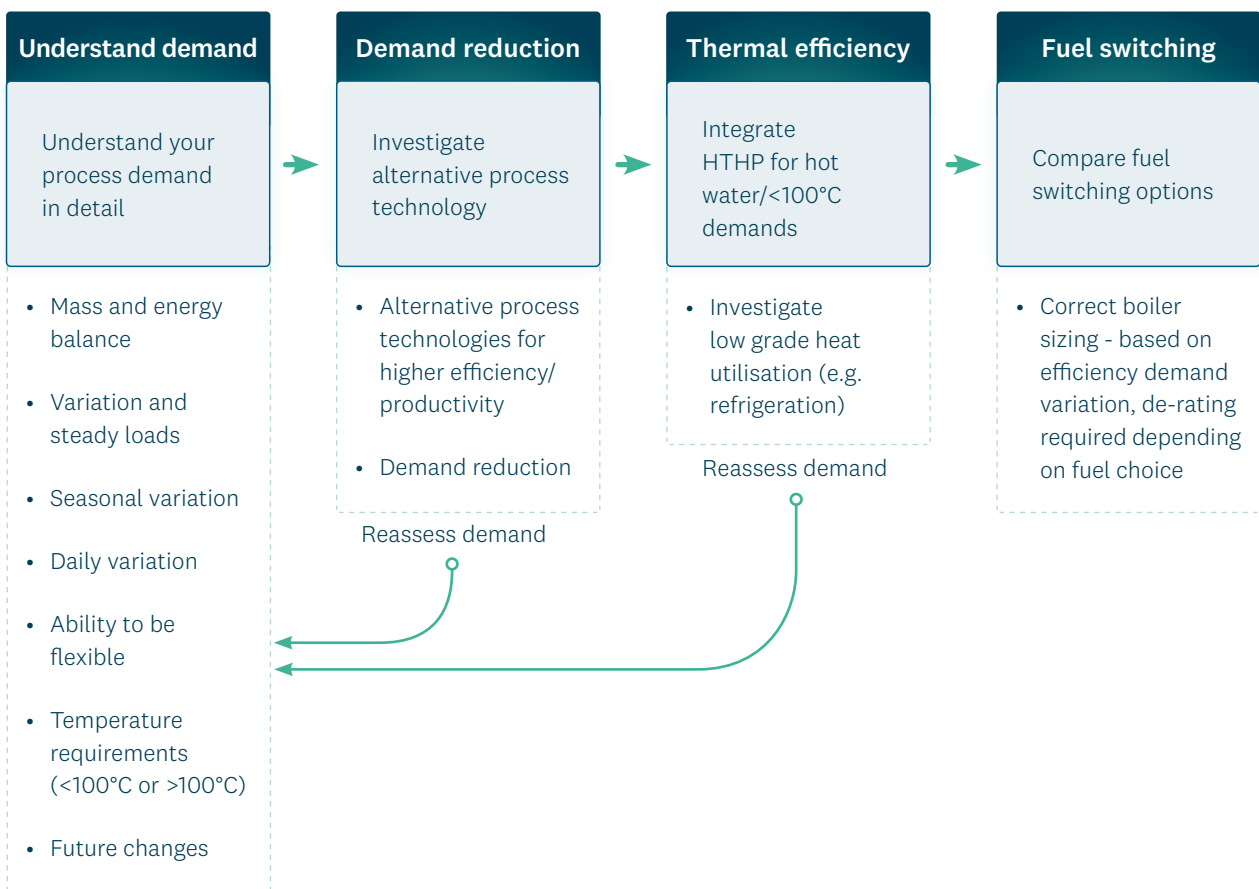 Understand demand
Understand your
process demand
in detail
• Mass and energy
balance
• Variation and
steady loads
• Seasonal variation
• Daily variation
• Ability to be
flexible
• Temperature
requirements
(<100°C or >100°C)
• Future changes
Demand reduction
Investigate
alternative process
technology
• Alternative process
technologies for
higher efficiency/
productivity
• Demand reduction
Reassess demand
Thermal efficiency
Integrate
HTHP for hot
water/<100°C
demands
• Investigate
low grade heat
utilisation (e.g.
refrigeration)
Reassess demand
Fuel switching
Compare fuel
switching options
• Correct boiler
sizing - based on
efficiency demand
variation, de-rating
required depending
on fuel choice